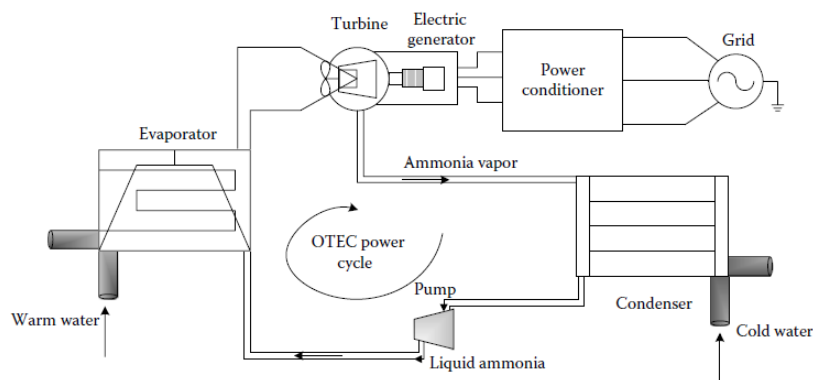 Turbine
Electric
generator
Grid
Power
conditioner
Evaporator
Ammonia vapor
OTEC power
cycle
Pump
Condenser
Warm water
Cold water
Liquid ammonia